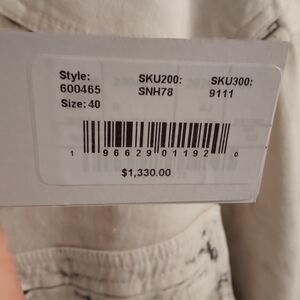 Style: SKU200: SKU300:
600465 SNH78 9111
Size: 40
1 96629 01192 0
$1,330.00